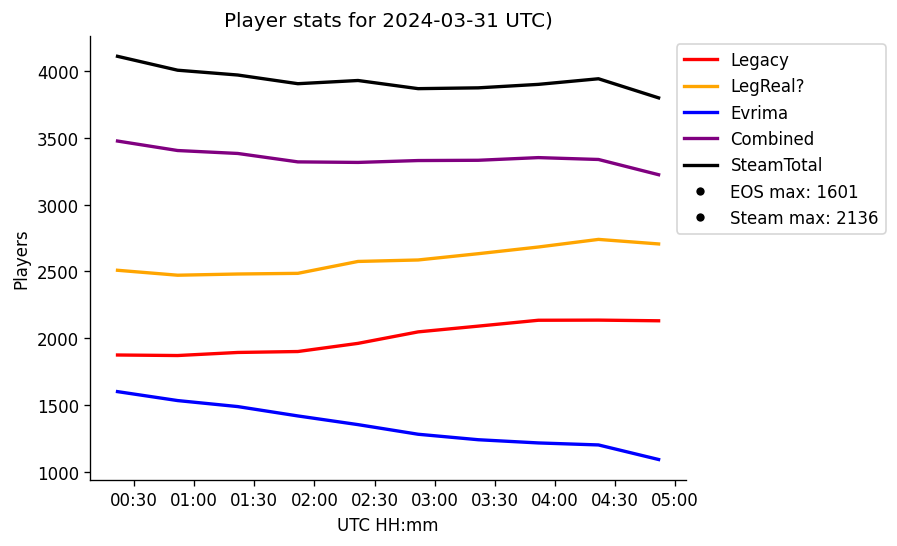 Player stats for 2024-03-31 UTC)
Players
4000
3500
3000
2500
2000
1500
1000
00:30 01:00 01:30 02:00 02:30 03:00 03:30 04:00 04:30 05:00
UTC HH:mm
Legacy
LegReal?
Evrima
Combined
SteamTotal
EOS max: 1601
Steam max: 2136